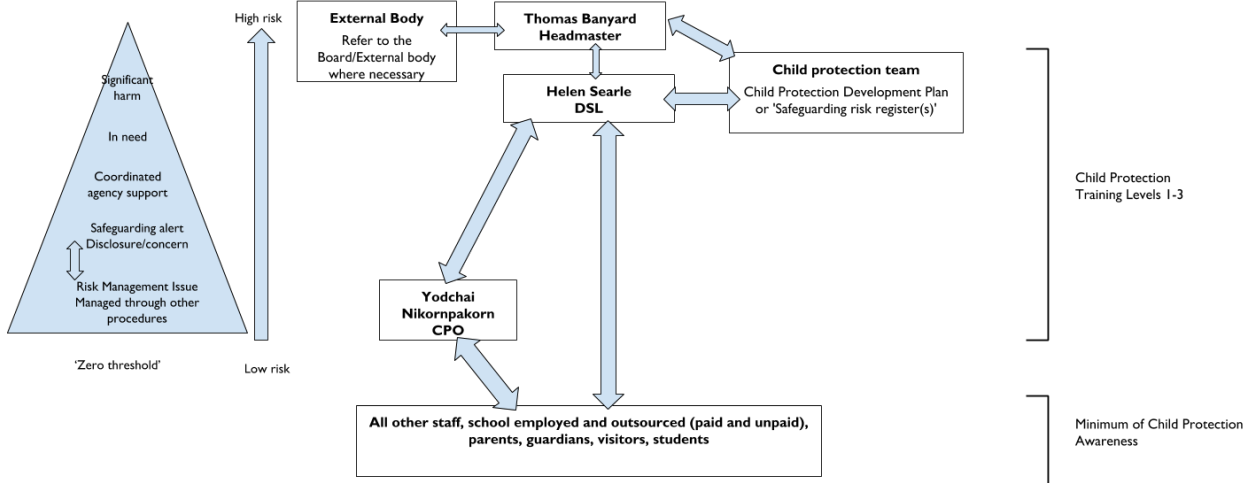 High risk
Significant
harm
In need
Coordinated
agency support
Safeguarding alert
Disclosure/concern
Risk Management Issue
Managed through other
procedures
'Zero threshold'
Low risk
External Body
Refer to the
Board/External body
where necessary
Thomas Banyard
Headmaster
Helen Searle
DSL
Child protection team
Child Protection Development Plan
or 'Safeguarding risk register(s)'
Yodchai
Nikornpakorn
CPO
All other staff, school employed and outsourced (paid and unpaid),
parents, guardians, visitors, students
Child Protection
Training Levels 1-3
Minimum of Child Protection
Awareness